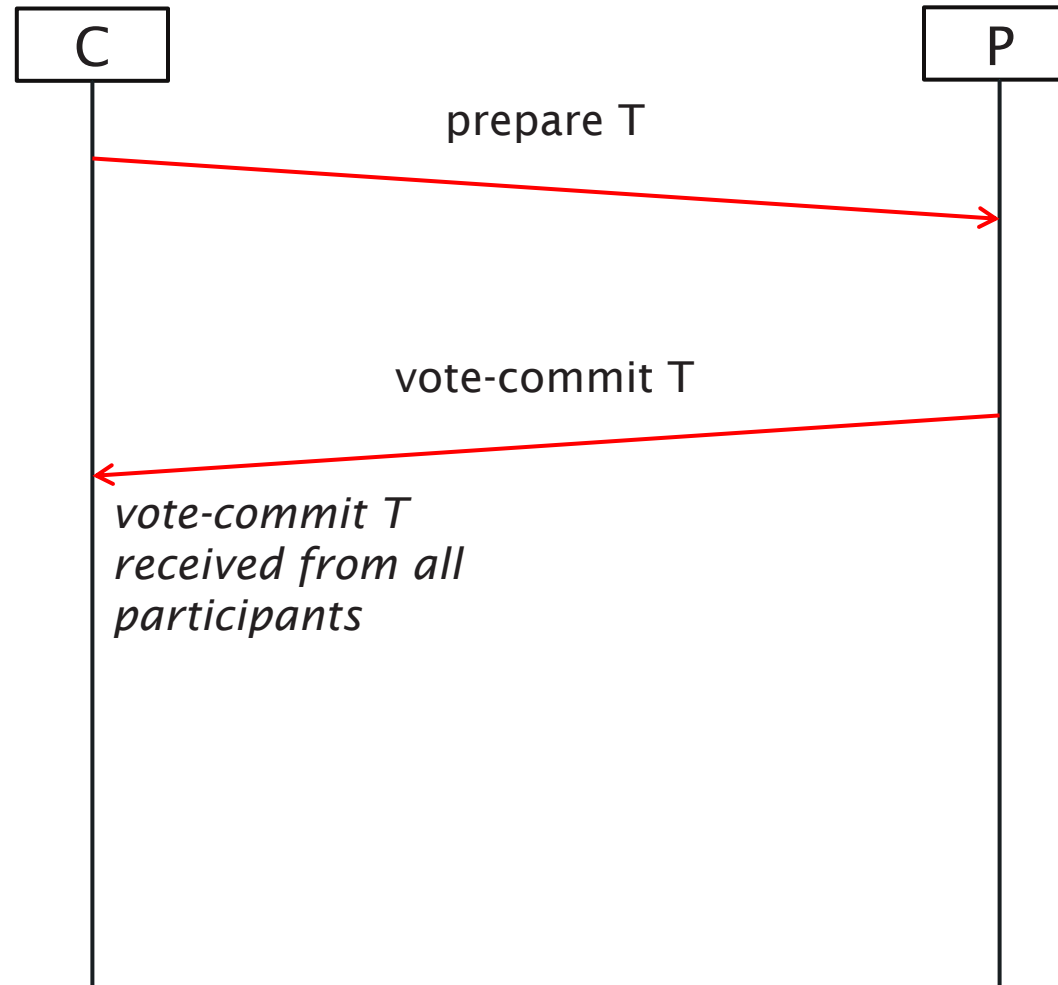 C
P
prepare T
vote-commit T
vote-commit T
received from all
participants